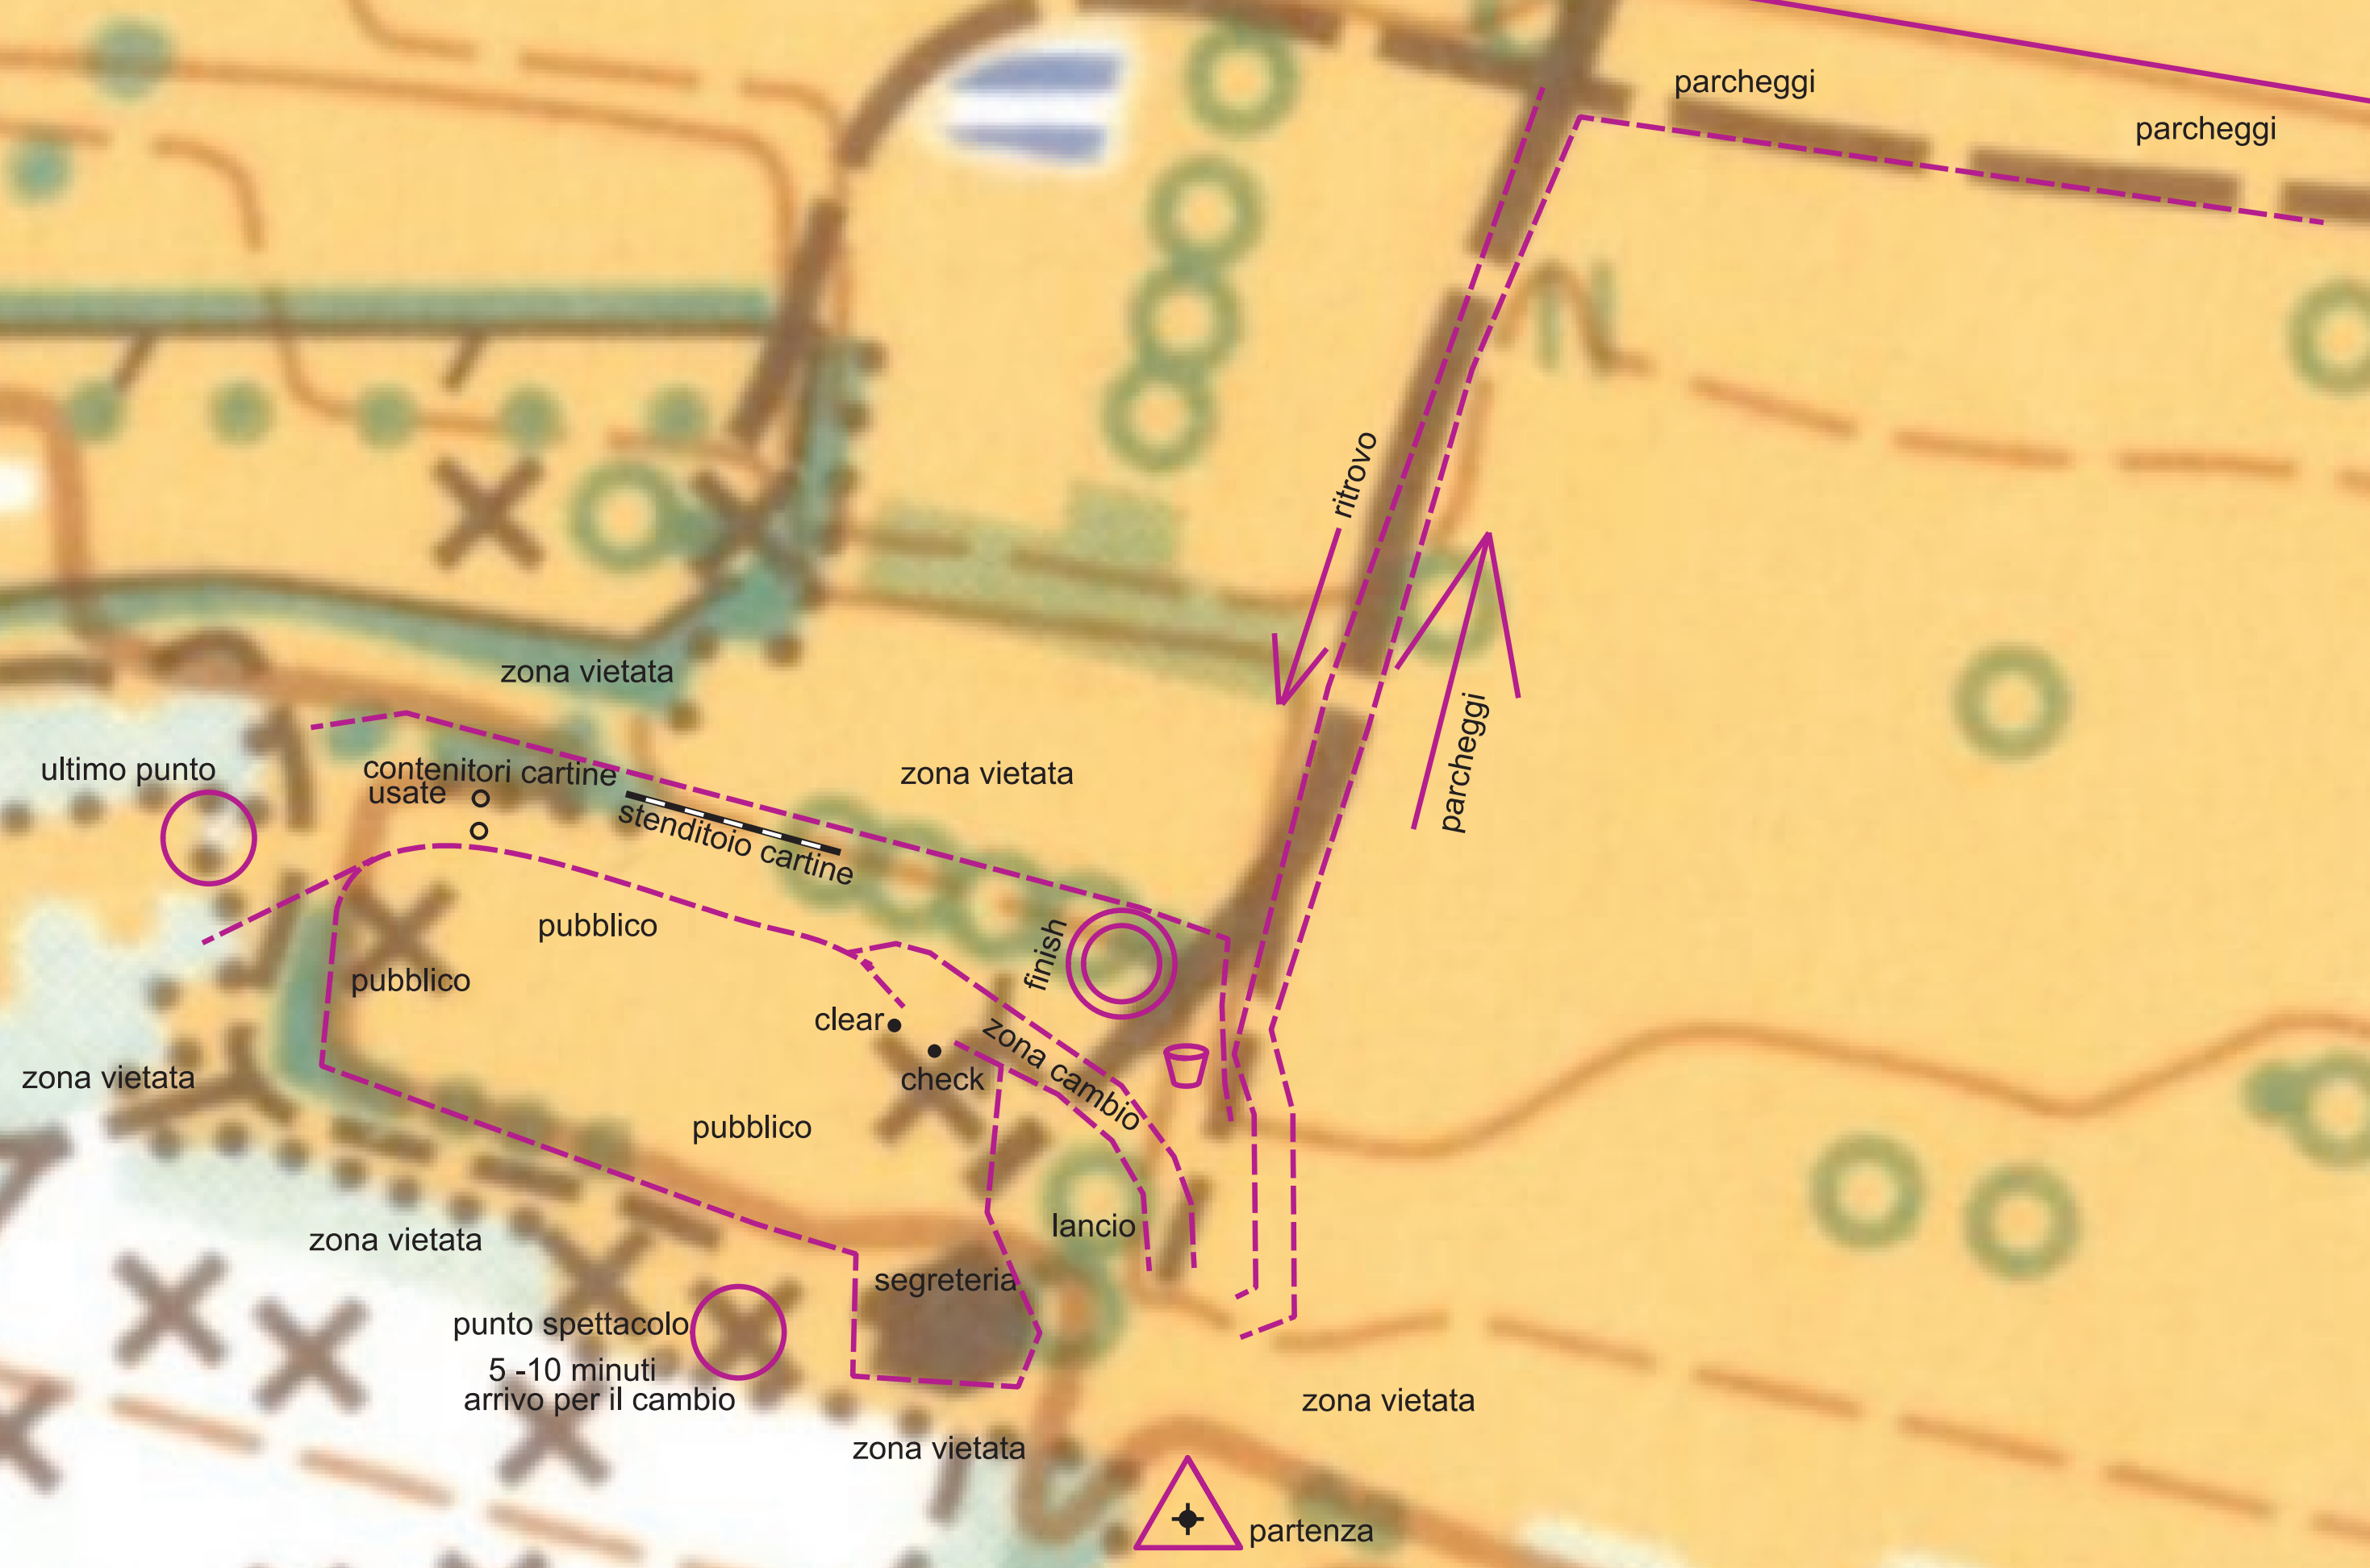 parcheggi
parcheggi
ritrovo
zona vietata
parcheggi
ultimo punto
contenitori cartine
usate
zona vietata
stenditoio cartine
pubblico
finish
pubblico
clear
zona cambio
zona vietata
check
pubblico
lancio
zona vietata
segreteria
punto spettacolo
5 -10 minuti
arrivo per il cambio
zona vietata
zona vietata
partenza